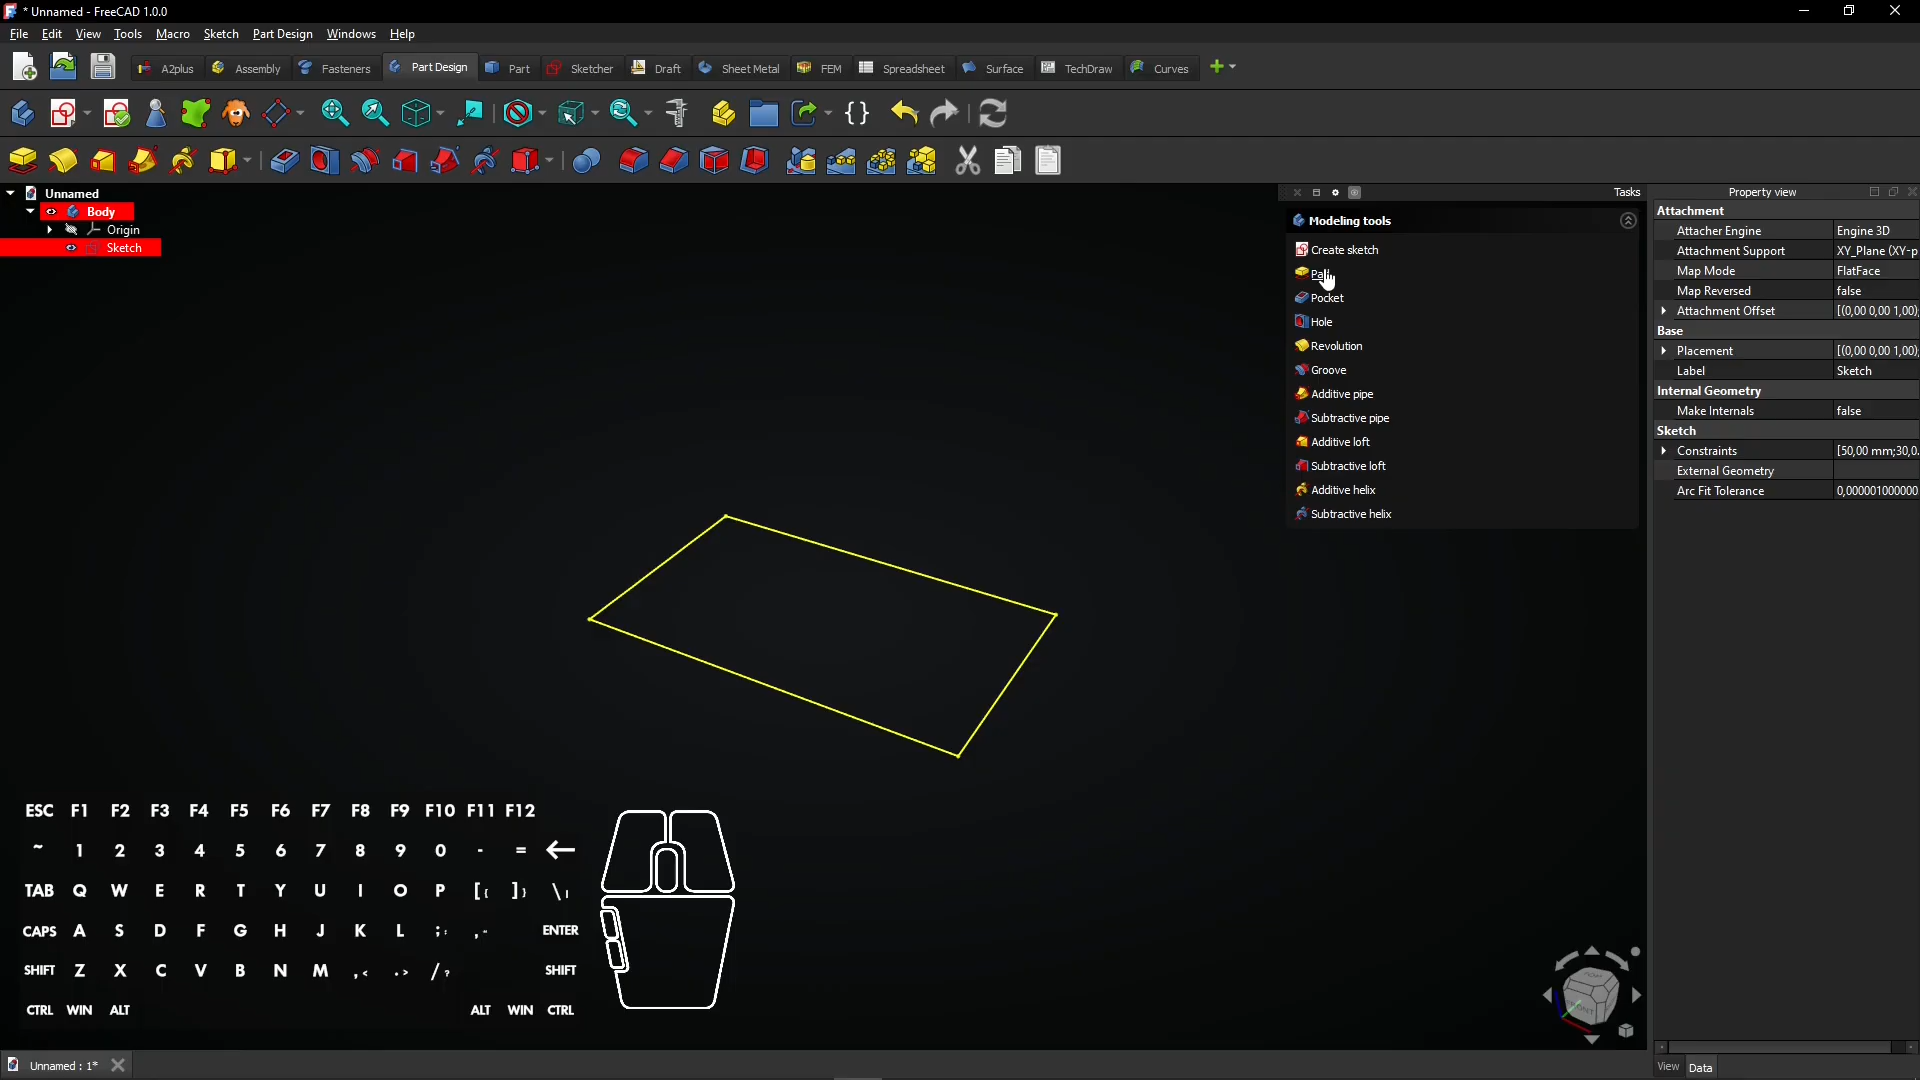 * Unnamed - FreeCAD 1.0.0
File Edit View Tools Macro Sketch Part Design Windows Help
A2plus Assembly Fasteners Part Design Part Sketcher Draft Sheet Metal FEM Spreadsheet Surface TechDraw Curves
Unnamed
Body
Origin
Sketch
Tasks
Modeling tools
Create sketch
Pad
Pocket
Hole
Revolution
Groove
Additive pipe
Subtractive pipe
Additive loft
Subtractive loft
Additive helix
Subtractive helix
Property view
Attachment
Attacher Engine Engine 3D
Attachment Support XY_Plane (XY-p
Map Mode FlatFace
Map Reversed false
Attachment Offset [(0,00 0,00 1,00);
Base
Placement [(0,00 0,00 1,00);
Label Sketch
Internal Geometry
Make Internals false
Sketch
Constraints [50,00 mm;30,0.
External Geometry
Arc Fit Tolerance 0,000001000000
ESC F1 F2 F3 F4 F5 F6 F7 F8 F9 F10 F11 F12
~ 1 2 3 4 5 6 7 8 9 0 - = ←
TAB Q W E R T Y U I O P [{ ]} \|
CAPS A S D F G H J K L ;: ,“ ENTER
SHIFT Z X C V B N M ,< .> /? SHIFT
CTRL WIN ALT ALT WIN CTRL
FRONT
Unnamed : 1*
View Data